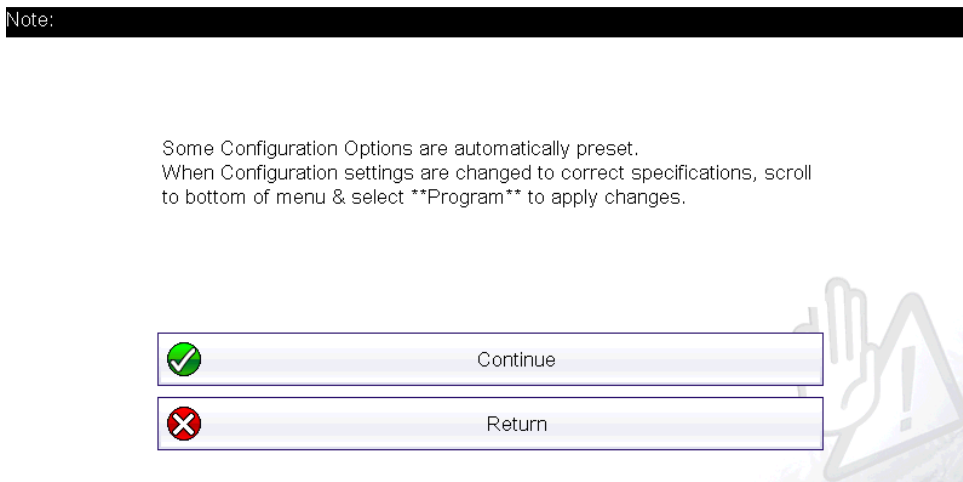 Note:
Some Configuration Options are automatically preset.
When Configuration settings are changed to correct specifications, scroll
to bottom of menu & select **Program** to apply changes.
Continue
Return